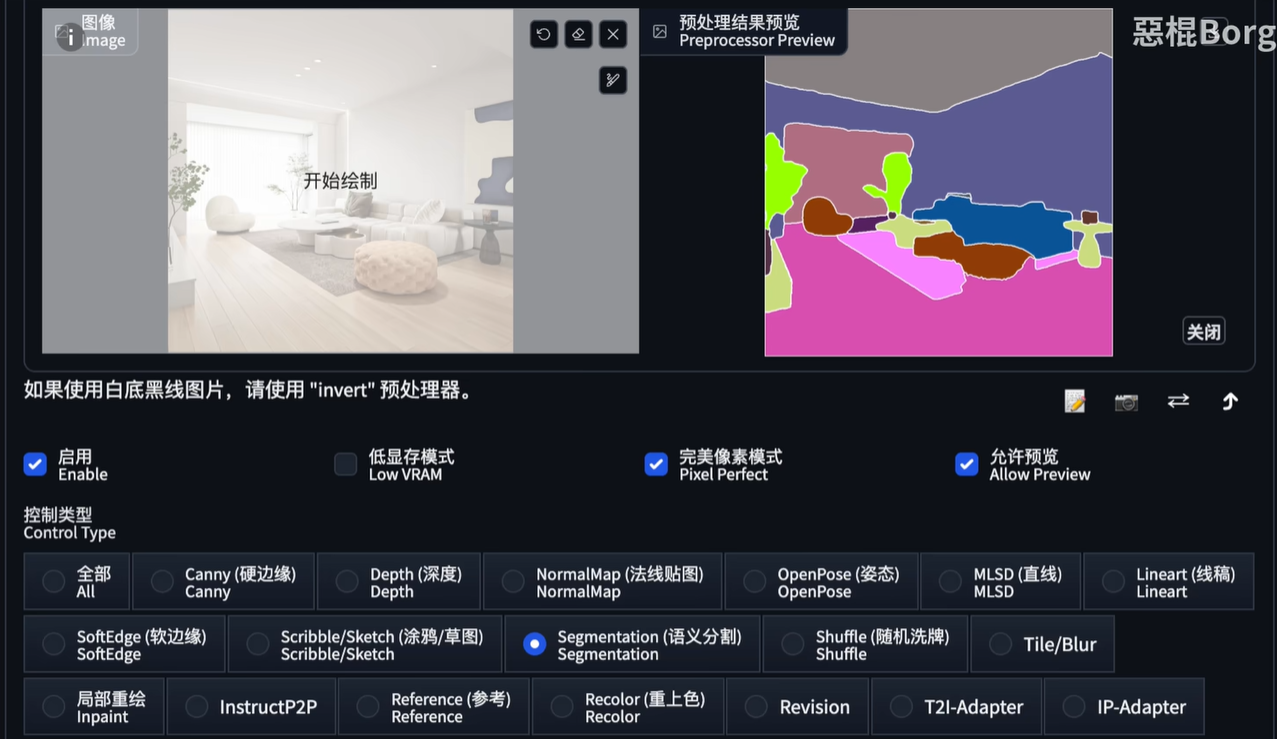 图像
Image
预处理结果预览
Preprocessor Preview
惡棍Borg
开始绘制
关闭
如果使用白底黑线图片，请使用 "invert" 预处理器。
启用
Enable
低显存模式
Low VRAM
完美像素模式
Pixel Perfect
允许预览
Allow Preview
控制类型
Control Type
全部
All
Canny (硬边缘)
Canny
Depth (深度)
Depth
NormalMap (法线贴图)
NormalMap
OpenPose (姿态)
OpenPose
MLSD (直线)
MLSD
Lineart (线稿)
Lineart
SoftEdge (软边缘)
SoftEdge
Scribble/Sketch (涂鸦/草图)
Scribble/Sketch
Segmentation (语义分割)
Segmentation
Shuffle (随机洗牌)
Shuffle
Tile/Blur
局部重绘
Inpaint
InstructP2P
Reference (参考)
Reference
Recolor (重上色)
Recolor
Revision
T2I-Adapter
IP-Adapter